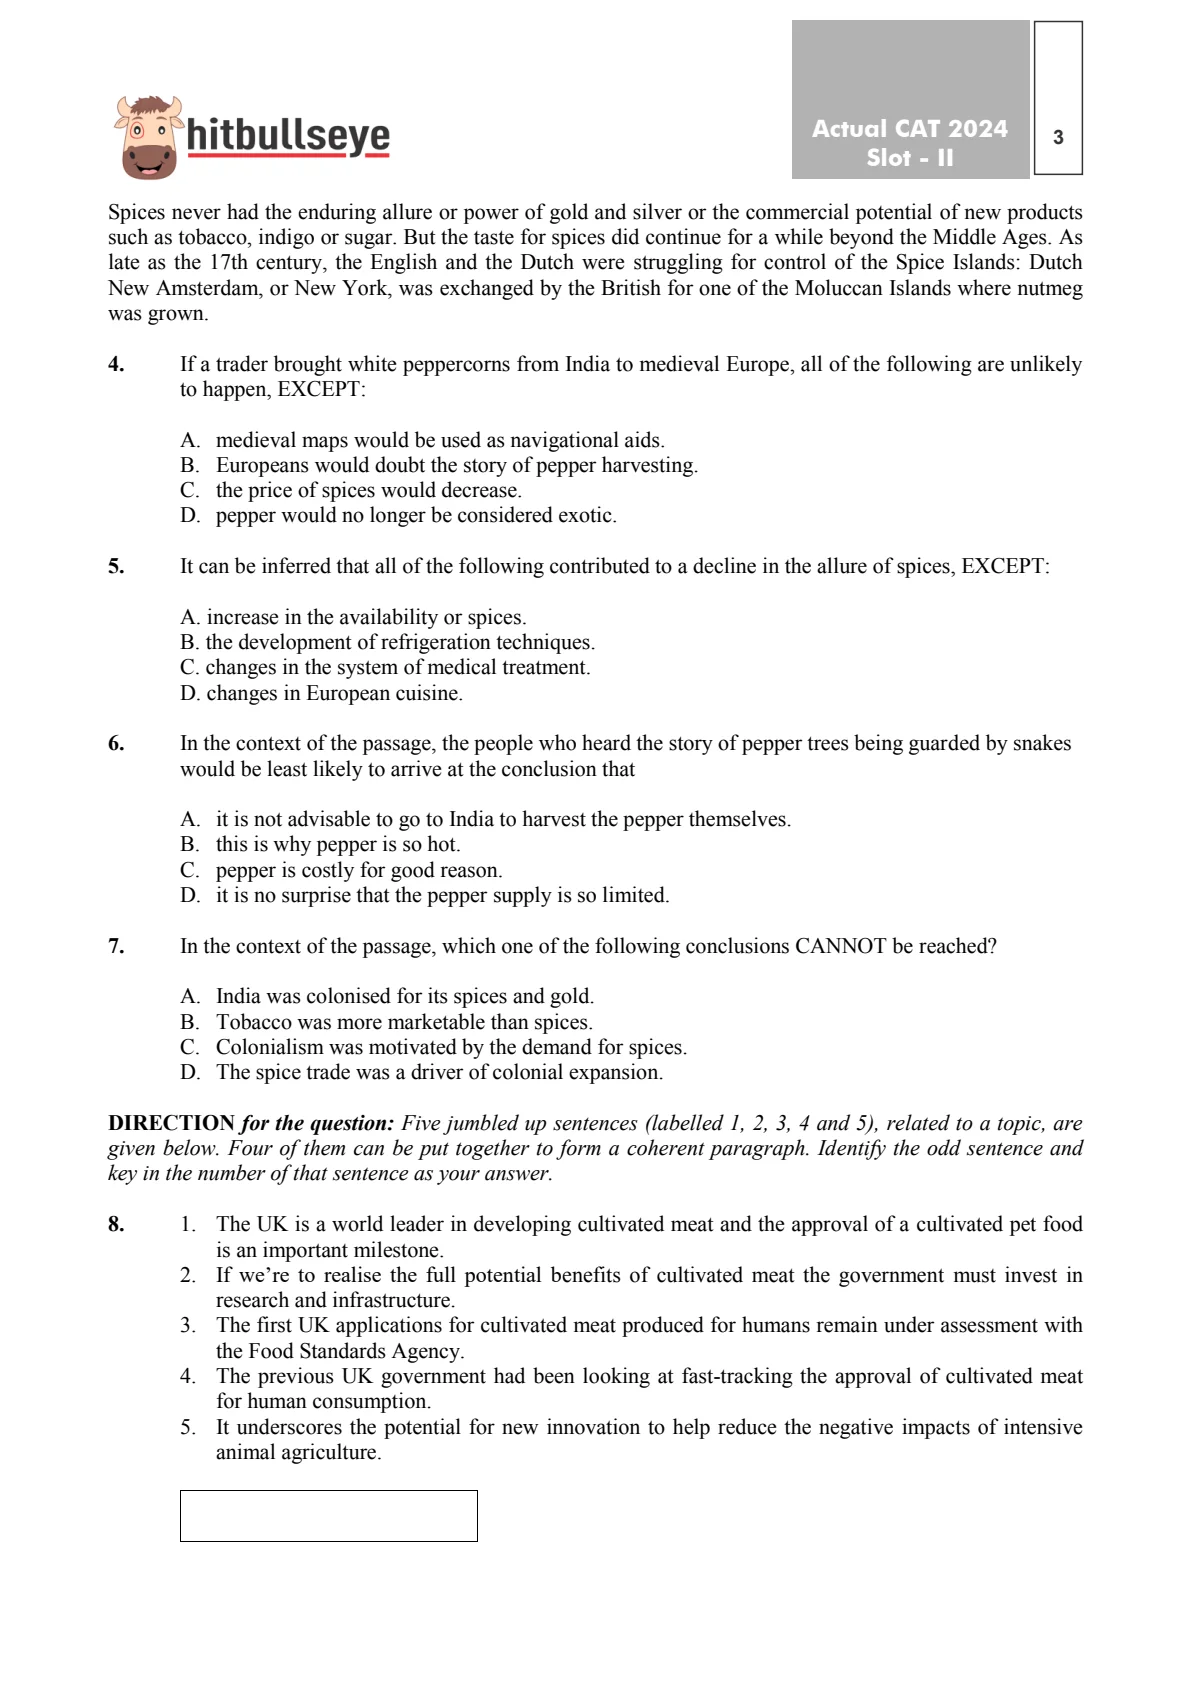 hitbullseye
Actual CAT 2024
Slot - II
3
Spices never had the enduring allure or power of gold and silver or the commercial potential of new products
such as tobacco, indigo or sugar. But the taste for spices did continue for a while beyond the Middle Ages. As
late as the 17th century, the English and the Dutch were struggling for control of the Spice Islands: Dutch
New Amsterdam, or New York, was exchanged by the British for one of the Moluccan Islands where nutmeg
was grown.
4. If a trader brought white peppercorns from India to medieval Europe, all of the following are unlikely
to happen, EXCEPT:
A. medieval maps would be used as navigational aids.
B. Europeans would doubt the story of pepper harvesting.
C. the price of spices would decrease.
D. pepper would no longer be considered exotic.
5. It can be inferred that all of the following contributed to a decline in the allure of spices, EXCEPT:
A. increase in the availability or spices.
B. the development of refrigeration techniques.
C. changes in the system of medical treatment.
D. changes in European cuisine.
6. In the context of the passage, the people who heard the story of pepper trees being guarded by snakes
would be least likely to arrive at the conclusion that
A. it is not advisable to go to India to harvest the pepper themselves.
B. this is why pepper is so hot.
C. pepper is costly for good reason.
D. it is no surprise that the pepper supply is so limited.
7. In the context of the passage, which one of the following conclusions CANNOT be reached?
A. India was colonised for its spices and gold.
B. Tobacco was more marketable than spices.
C. Colonialism was motivated by the demand for spices.
D. The spice trade was a driver of colonial expansion.
DIRECTION for the question: Five jumbled up sentences (labelled 1, 2, 3, 4 and 5), related to a topic, are
given below. Four of them can be put together to form a coherent paragraph. Identify the odd sentence and
key in the number of that sentence as your answer.
8. 1. The UK is a world leader in developing cultivated meat and the approval of a cultivated pet food
is an important milestone.
2. If we’re to realise the full potential benefits of cultivated meat the government must invest in
research and infrastructure.
3. The first UK applications for cultivated meat produced for humans remain under assessment with
the Food Standards Agency.
4. The previous UK government had been looking at fast-tracking the approval of cultivated meat
for human consumption.
5. It underscores the potential for new innovation to help reduce the negative impacts of intensive
animal agriculture.